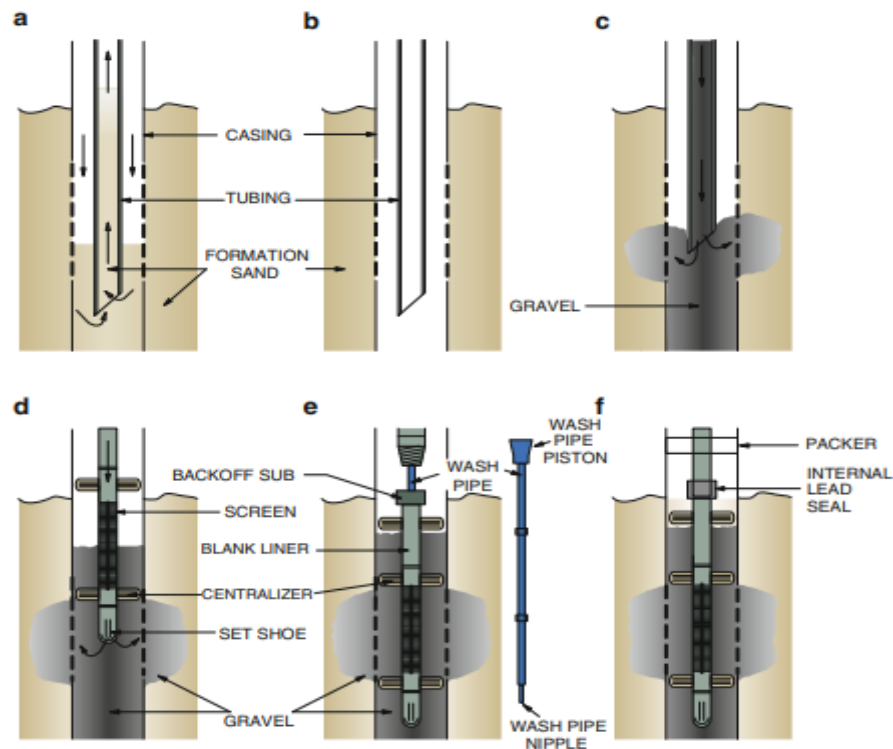 a
b
c
CASING
TUBING
FORMATION
SAND
GRAVEL
d
e
f
BACKOFF SUB
SCREEN
BLANK LINER
CENTRALIZER
SET SHOE
GRAVEL
WASH
PIPE
WASH
PIPE
PISTON
WASH PIPE
NIPPLE
PACKER
INTERNAL
LEAD
SEAL